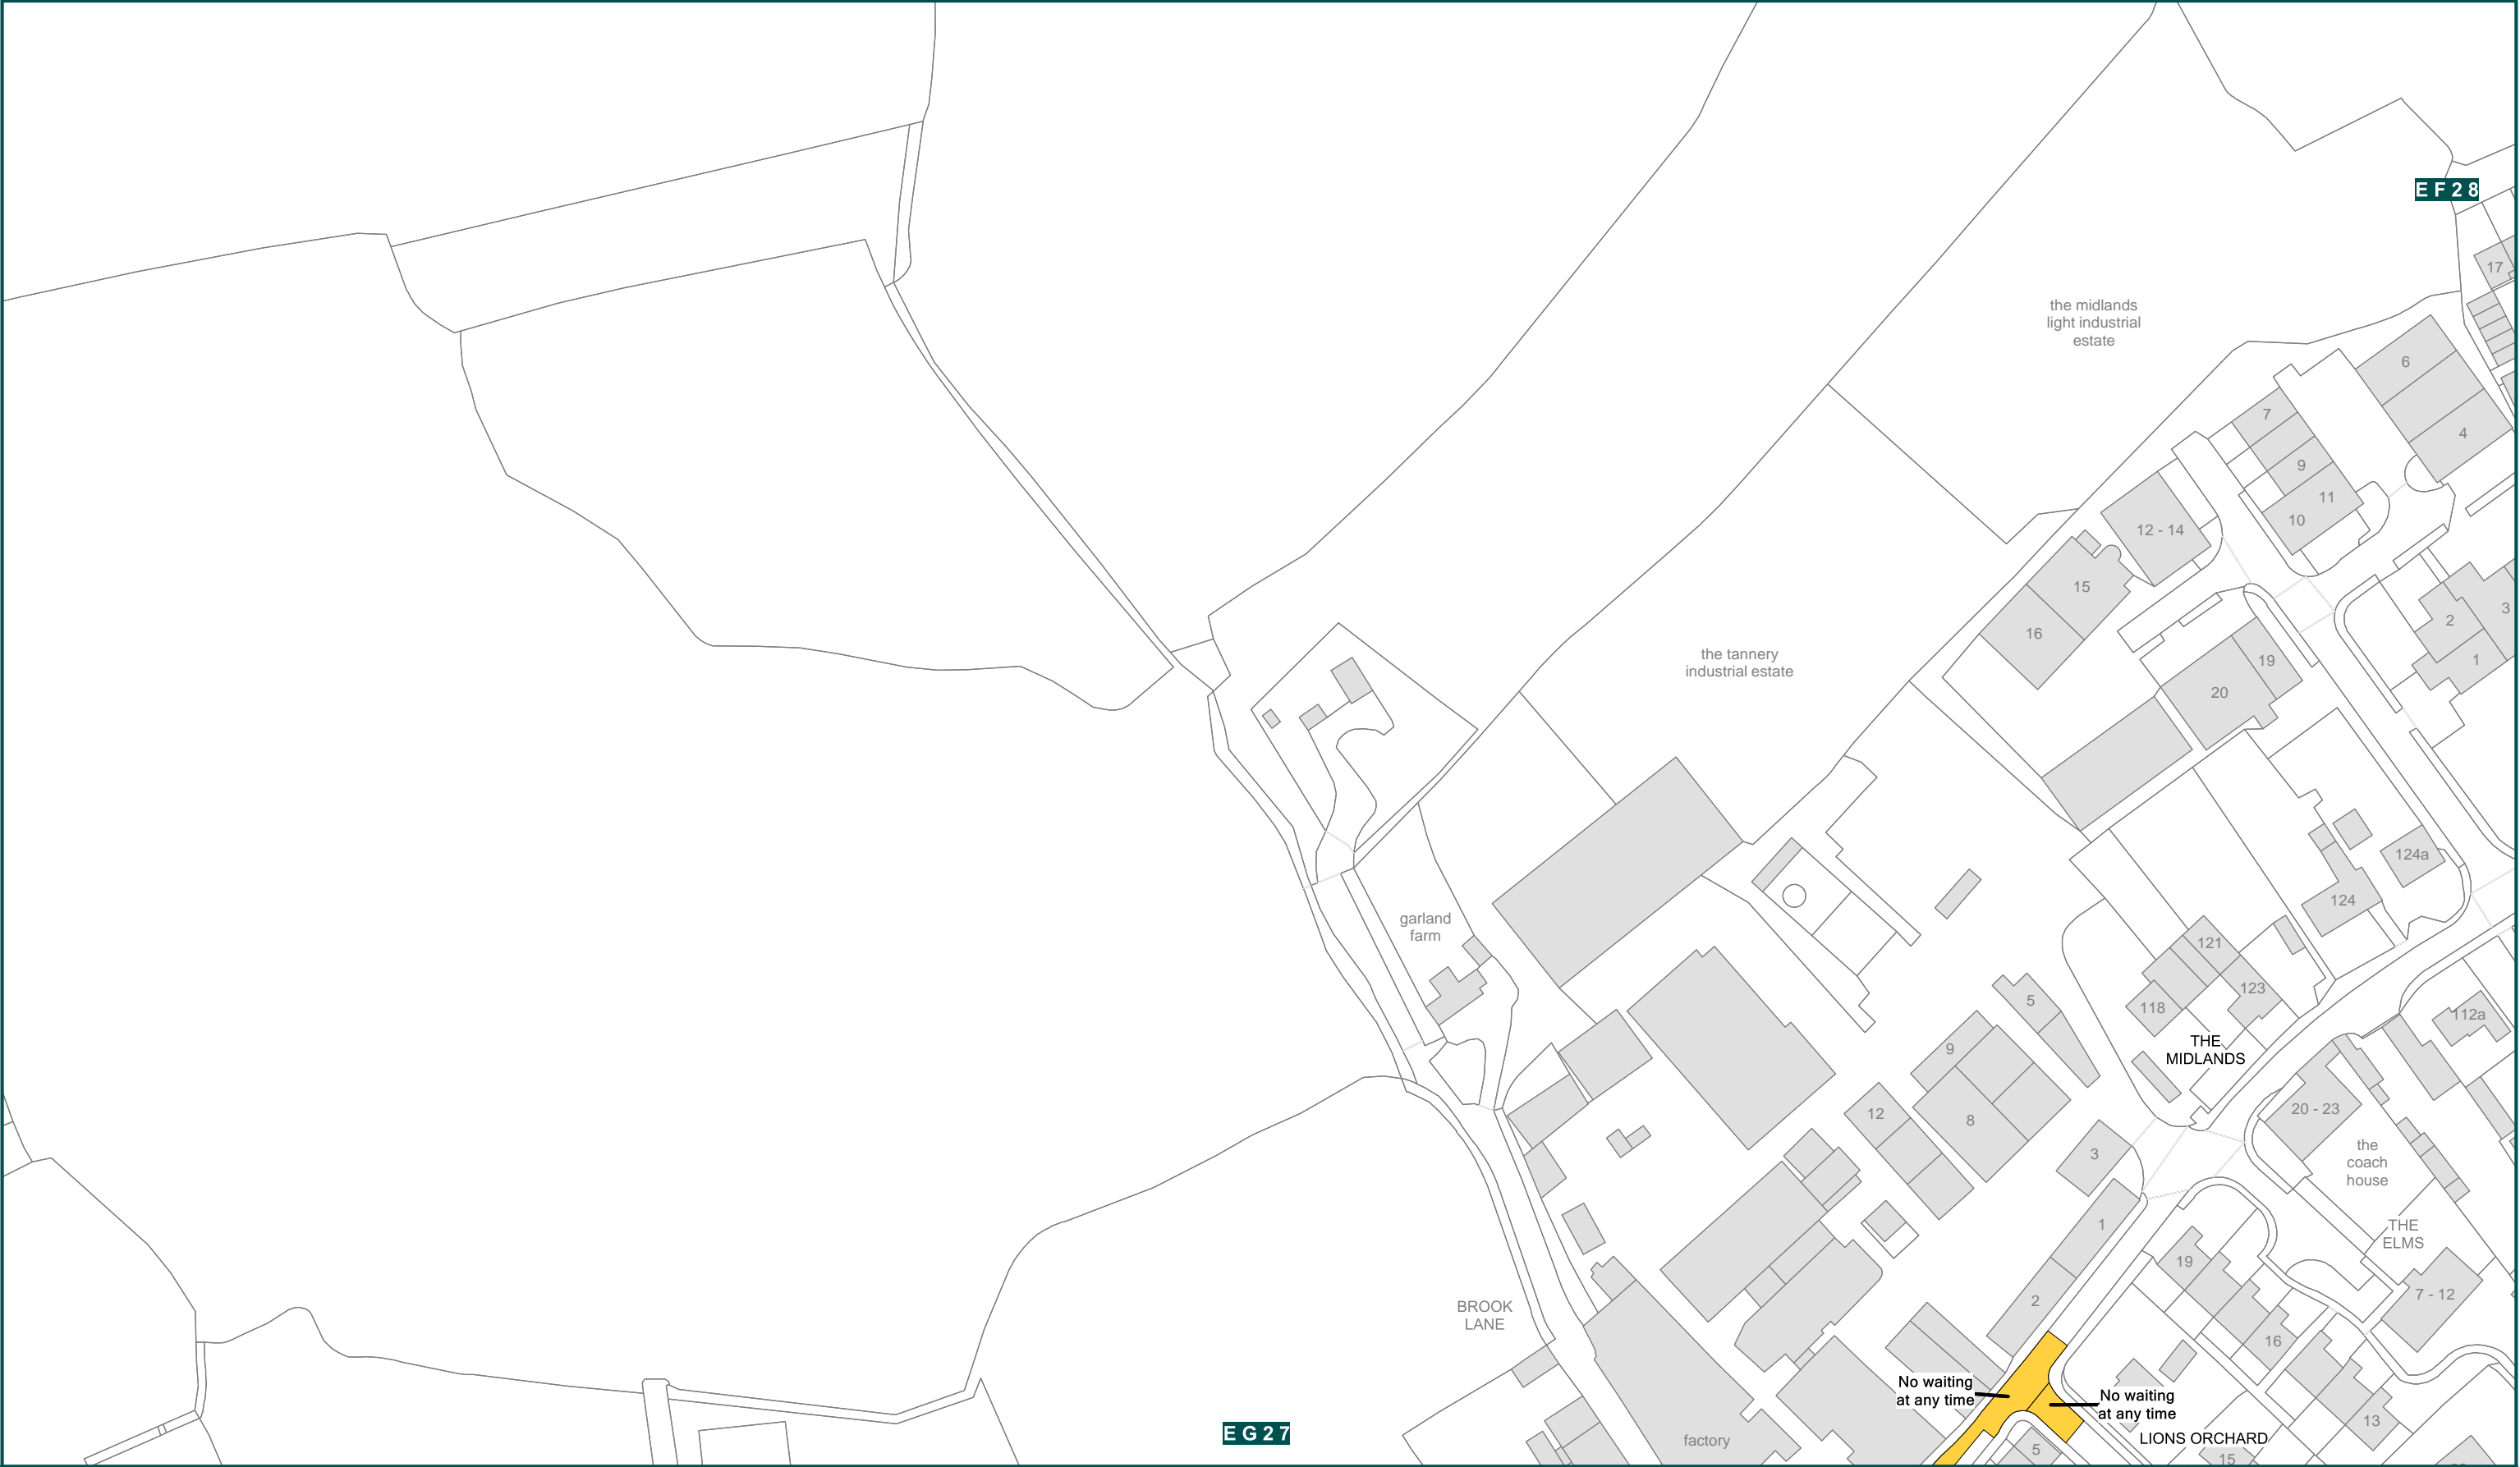 E F 2 8
17
the midlands
light industrial
estate
6
7
4
9
11
10
12 - 14
15
3
2
16
1
19
20
the tannery
industrial estate
124a
124
garland
farm
121
123
5
118
112a
THE
MIDLANDS
9
20 - 23
12
8
the
coach
house
3
1
THE
ELMS
19
7 - 12
2
BROOK
LANE
16
No waiting
at any time
No waiting
at any time
13
E G 2 7
factory
LIONS ORCHARD
5
15